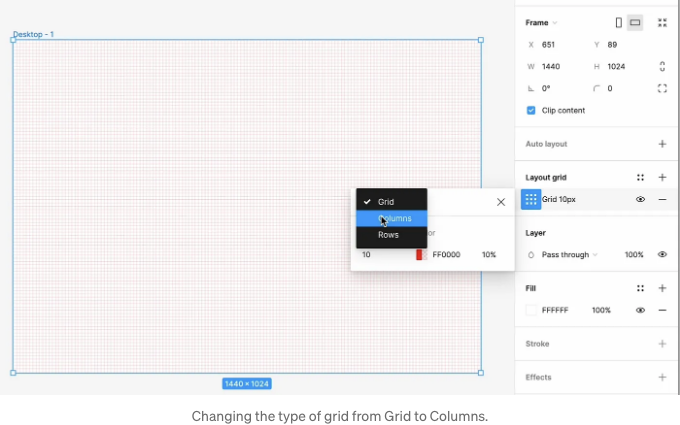 Desktop - 1
1440 × 1024
Grid
Columns
Rows
or
10 FF0000 10%
Frame
X 651 Y 89
W 1440 H 1024
0° 0
Clip content
Auto layout
Layout grid
Grid 10px
Layer
Pass through 100%
Fill
FFFFFF 100%
Stroke
Effects
Changing the type of grid from Grid to Columns.